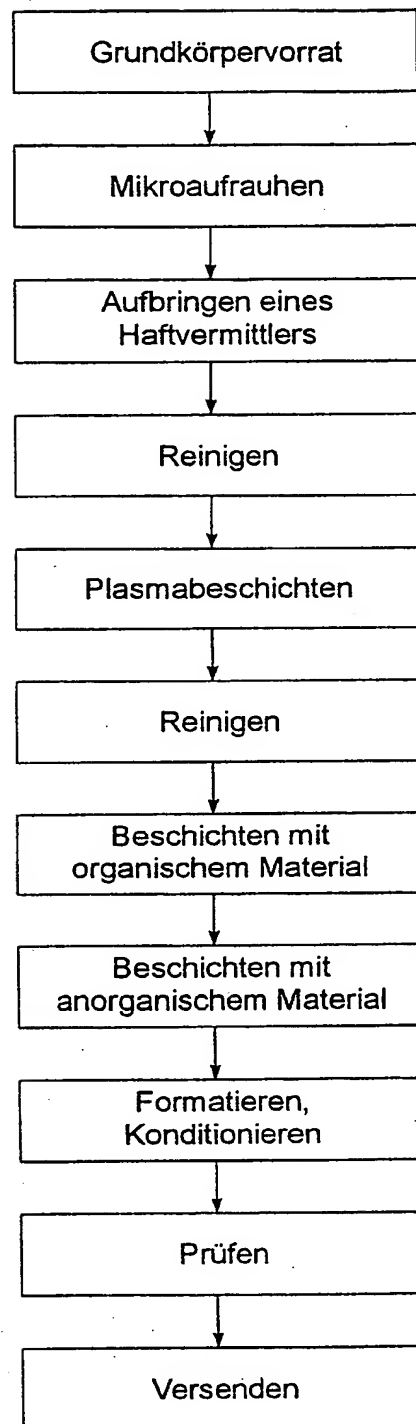 Grundkörpervorrat
Mikroaufrauhen
Aufbringen eines
Haftvermittlers
Reinigen
Plasmabeschichten
Reinigen
Beschichten mit
organischem Material
Beschichten mit
anorganischem Material
Formatieren,
Konditionieren
Prüfen
Versenden